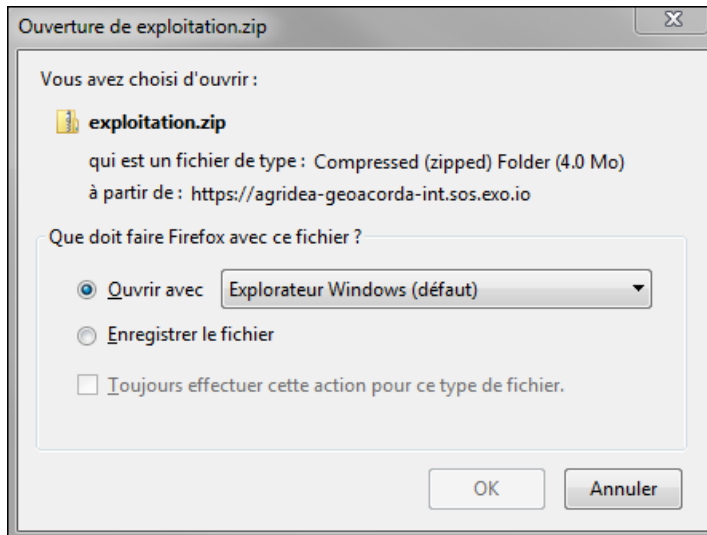 Ouverture de exploitation.zip
Vous avez choisi d'ouvrir :
exploitation.zip
qui est un fichier de type : Compressed (zipped) Folder (4.0 Mo)
à partir de : https://agridea-geoacorda-int.sos.exo.io
Que doit faire Firefox avec ce fichier ?
Ouvrir avec Explorateur Windows (défaut)
Enregistrer le fichier
Toujours effectuer cette action pour ce type de fichier.
OK Annuler